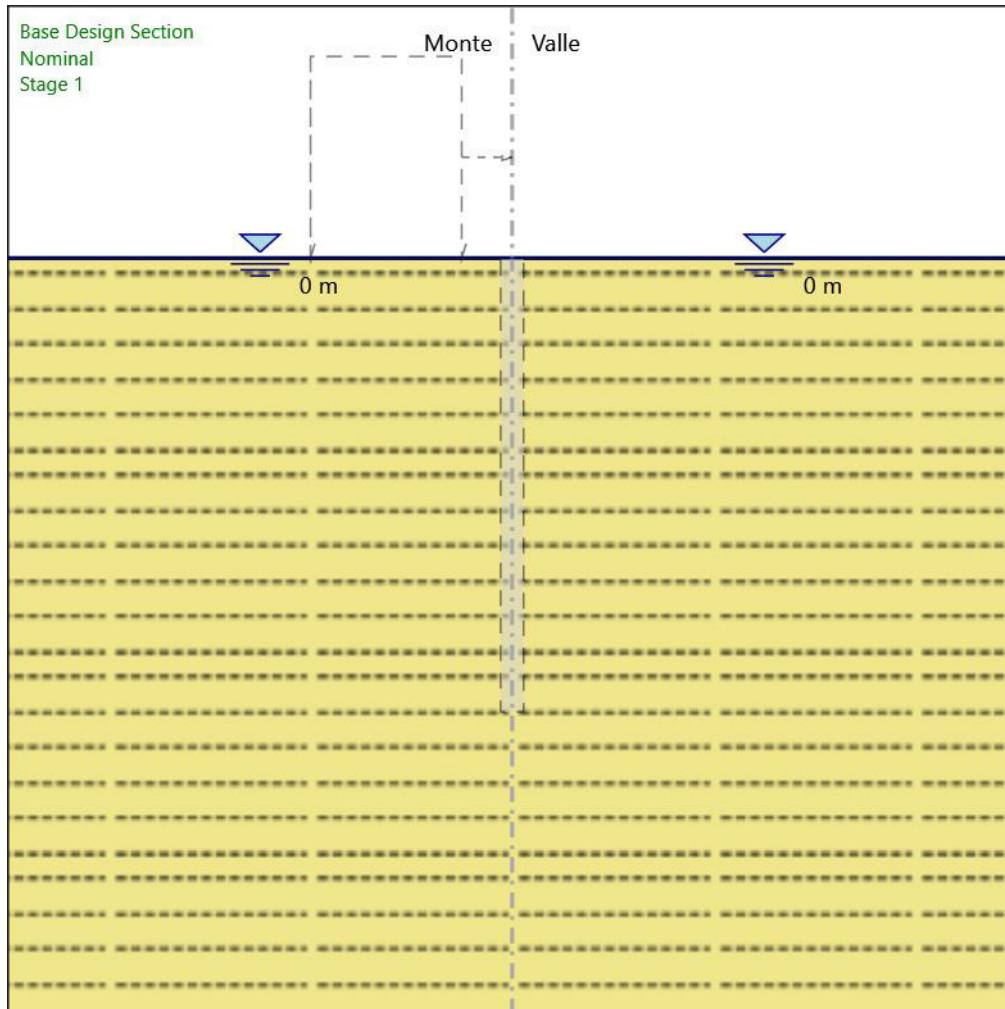 Base Design Section
Nominal
Stage 1
Monte
Valle
0 m
0 m